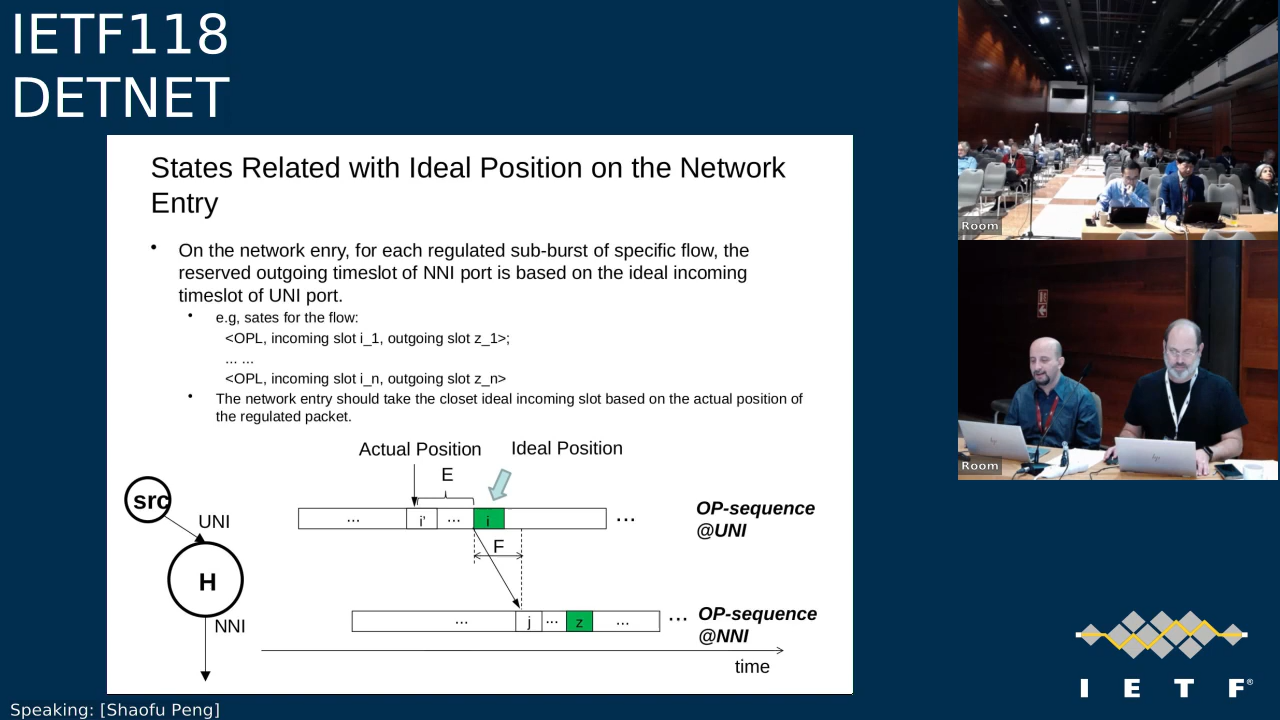 IETF118
DETNET
States Related with Ideal Position on the Network
Entry
• On the network entry, for each regulated sub-burst of specific flow, the
reserved outgoing timeslot of NNI port is based on the ideal incoming
timeslot of UNI port.
• e.g, sates for the flow:
<OPL, incoming slot i_1, outgoing slot z_1>;
... ...
<OPL, incoming slot i_n, outgoing slot z_n>
• The network entry should take the closet ideal incoming slot based on the actual position of
the regulated packet.
Actual Position
Ideal Position
E
src
UNI
... i' ... i ...
OP-sequence
@UNI
F
H
NNI
... j ... z ... ...
OP-sequence
@NNI
time
Room
Room
I E T F®
Speaking: [Shaofu Peng]